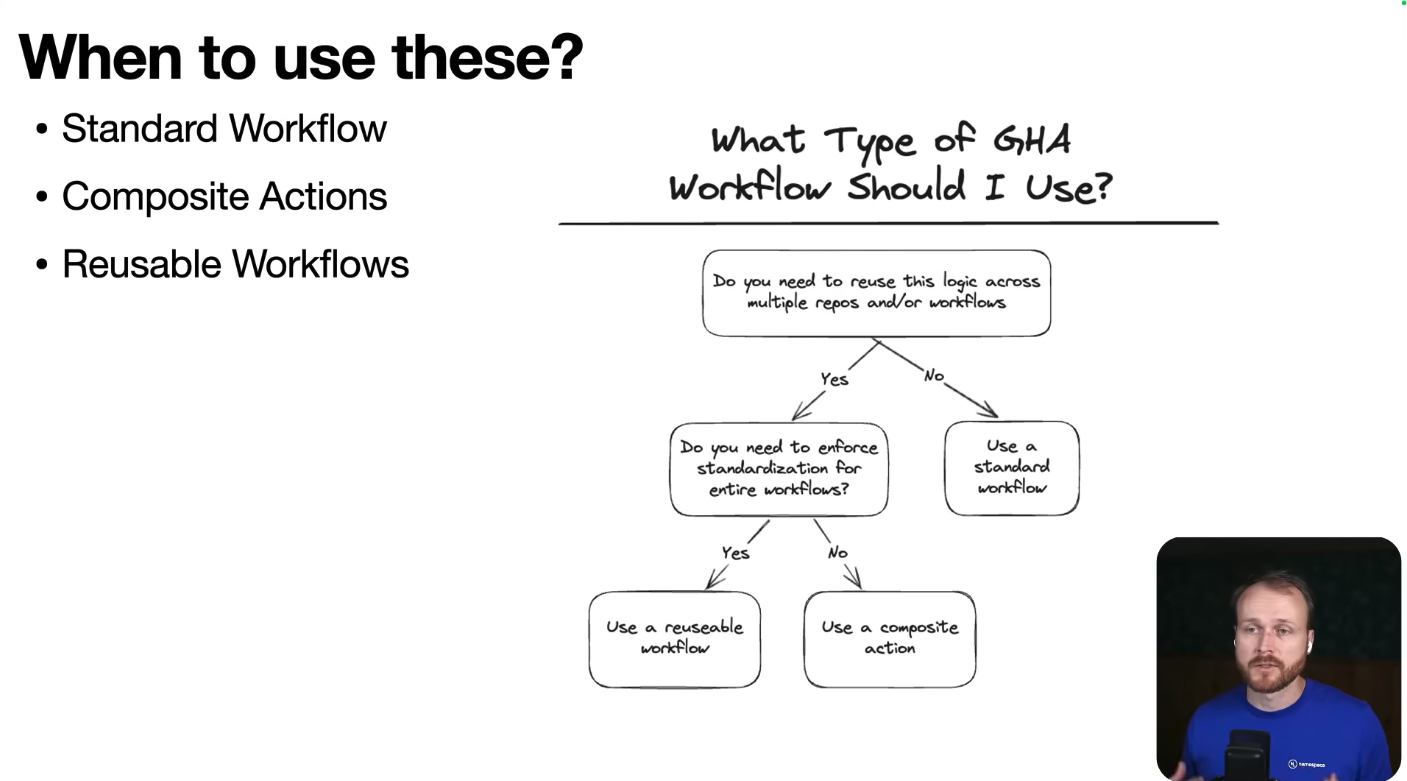 When to use these?
• Standard Workflow
• Composite Actions
• Reusable Workflows
What Type of GHA
Workflow Should I Use?
Do you need to reuse this logic across
multiple repos and/or workflows
Yes
No
Do you need to enforce
standardization for
entire workflows?
Use a
standard
workflow
Yes
No
Use a reuseable
workflow
Use a composite
action
namespace